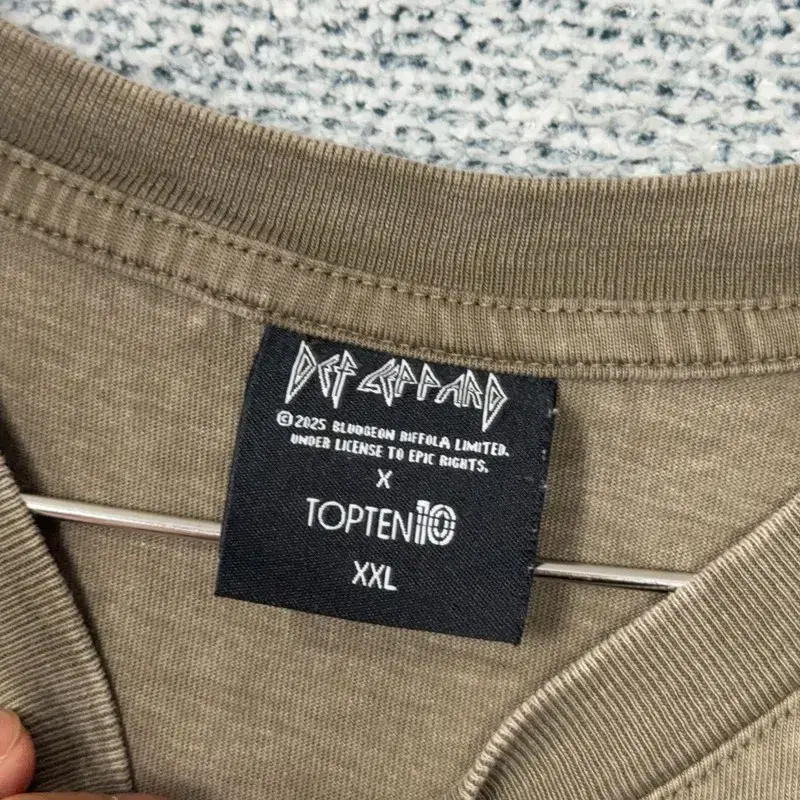 DEF LEPPARD
©2025 BLUDGEON RIFFOLA LIMITED.
UNDER LICENSE TO EPIC RIGHTS.
X
TOPTEN10
XXL